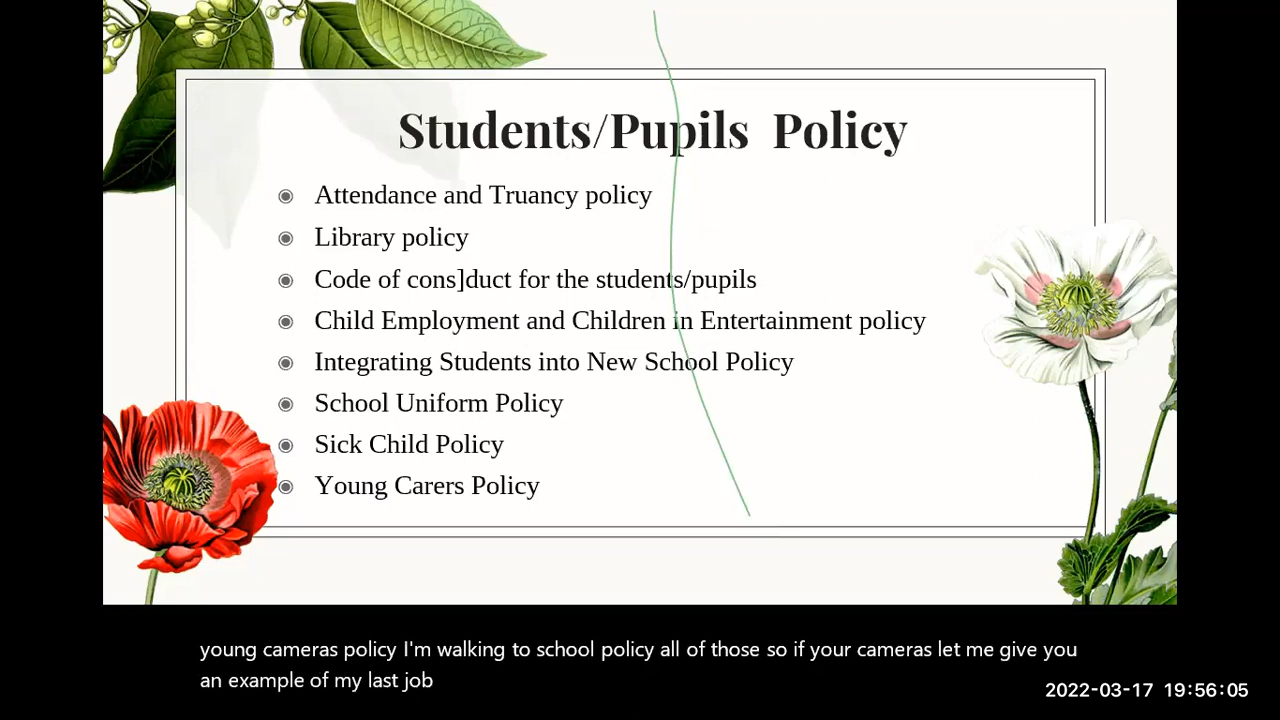 Students/Pupils Policy
Attendance and Truancy policy
Library policy
Code of cons]duct for the students/pupils
Child Employment and Children in Entertainment policy
Integrating Students into New School Policy
School Uniform Policy
Sick Child Policy
Young Carers Policy
young cameras policy I'm walking to school policy all of those so if your cameras let me give you
an example of my last job
2022-03-17 19:56:05